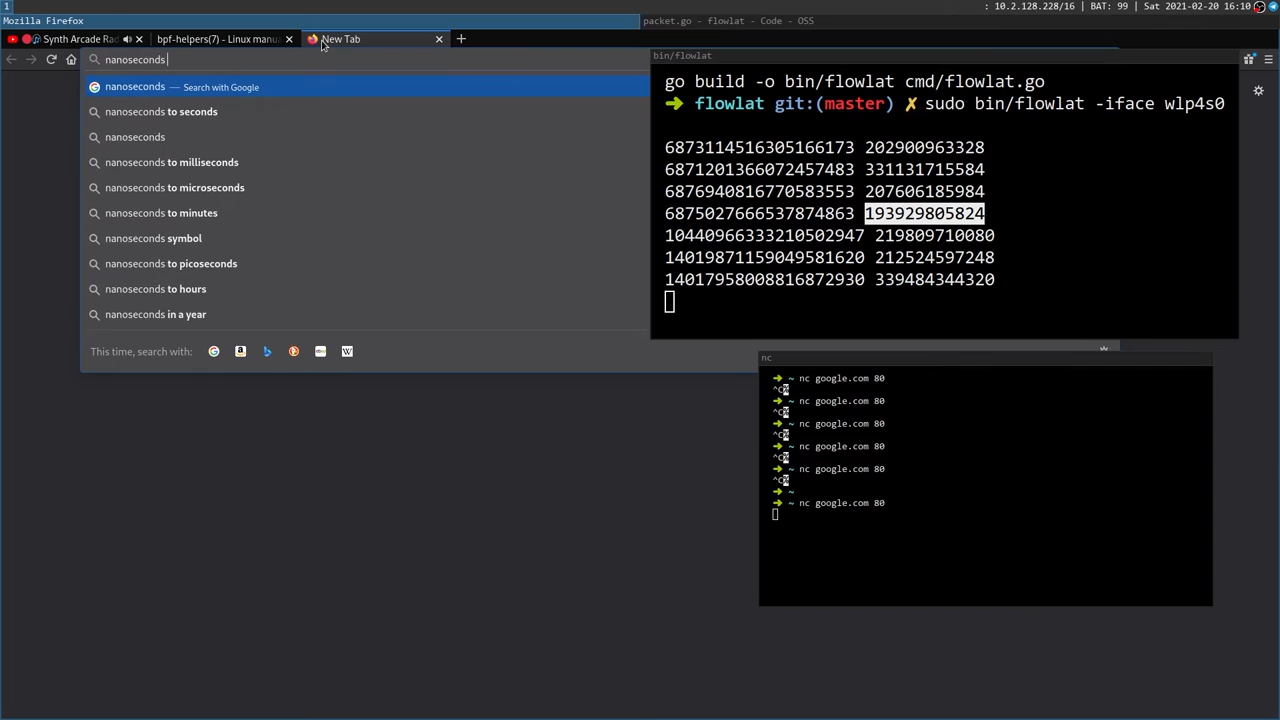 1
: 10.2.128.228/16 | BAT: 99 | Sat 2021-02-20 16:10
Mozilla Firefox
packet.go - flowlat - Code - OSS
Synth Arcade Rad
bpf-helpers(7) - Linux manu
New Tab
nanoseconds
nanoseconds — Search with Google
nanoseconds to seconds
nanoseconds
nanoseconds to milliseconds
nanoseconds to microseconds
nanoseconds to minutes
nanoseconds symbol
nanoseconds to picoseconds
nanoseconds to hours
nanoseconds in a year
This time, search with:
bin/flowlat
go build -o bin/flowlat cmd/flowlat.go
➜ flowlat git:(master) ✗ sudo bin/flowlat -iface wlp4s0
6873114516305166173 202900963328
6871201366072457483 331131715584
6876940816770583553 207606185984
6875027666537874863 193929805824
10440966333210502947 219809710080
14019871159049581620 212524597248
14017958008816872930 339484344320
nc
➜ ~ nc google.com 80
^C%
➜ ~ nc google.com 80
^C%
➜ ~ nc google.com 80
^C%
➜ ~ nc google.com 80
^C%
➜ ~ nc google.com 80
^C%
➜ ~
➜ ~ nc google.com 80